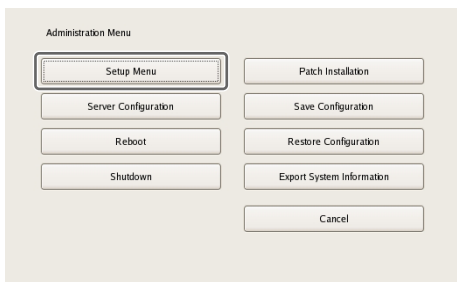 Administration Menu
Setup Menu
Patch Installation
Server Configuration
Save Configuration
Reboot
Restore Configuration
Shutdown
Export System Information
Cancel